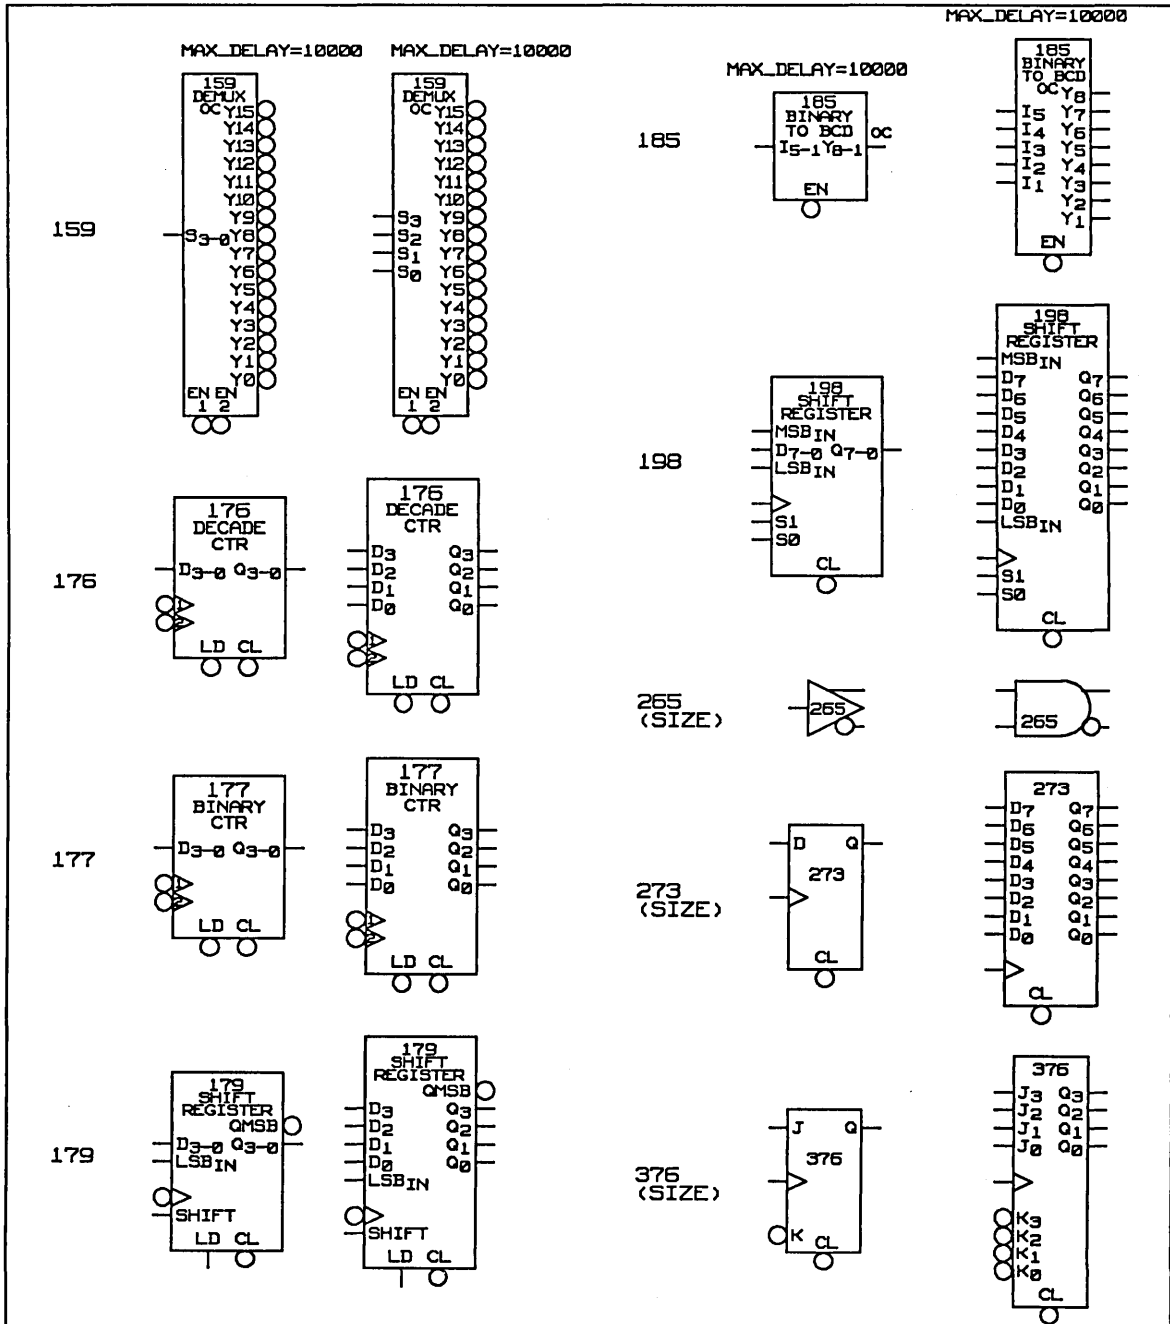 MAX_DELAY=10000 MAX_DELAY=10000
159
159
DEMUX
OC Y15
Y14
Y13
Y12
Y11
Y10
Y9
S3-0 Y8
Y7
Y6
Y5
Y4
Y3
Y2
Y1
Y0
EN EN
1 2
159
DEMUX
OC Y15
Y14
Y13
Y12
Y11
Y10
S3 Y9
S2 Y8
S1 Y7
S0 Y6
Y5
Y4
Y3
Y2
Y1
Y0
EN EN
1 2
176
176
DECADE
CTR
D3-0 Q3-0
1
2
LD CL
176
DECADE
CTR
D3 Q3
D2 Q2
D1 Q1
D0 Q0
1
2
LD CL
177
177
BINARY
CTR
D3-0 Q3-0
1
2
LD CL
177
BINARY
CTR
D3 Q3
D2 Q2
D1 Q1
D0 Q0
1
2
LD CL
179
179
SHIFT
REGISTER
QMSB
D3-0 Q3-0
LSBIN
SHIFT
LD CL
179
SHIFT
REGISTER
QMSB
D3 Q3
D2 Q2
D1 Q1
D0 Q0
LSBIN
SHIFT
LD CL
185
MAX_DELAY=10000
185
BINARY
TO BCD OC
I5-1 Y8-1
EN
MAX_DELAY=10000
185
BINARY
TO BCD
OC Y8
I5 Y7
I4 Y6
I3 Y5
I2 Y4
I1 Y3
Y2
Y1
EN
198
198
SHIFT
REGISTER
MSBIN
D7-0 Q7-0
LSBIN
S1
S0
CL
198
SHIFT
REGISTER
MSBIN
D7 Q7
D6 Q6
D5 Q5
D4 Q4
D3 Q3
D2 Q2
D1 Q1
D0 Q0
LSBIN
S1
S0
CL
265
(SIZE)
265
265
273
(SIZE)
D Q
273
CL
273
D7 Q7
D6 Q6
D5 Q5
D4 Q4
D3 Q3
D2 Q2
D1 Q1
D0 Q0
CL
376
(SIZE)
J Q
376
K
CL
376
J3 Q3
J2 Q2
J1 Q1
J0 Q0
K3
K2
K1
K0
CL